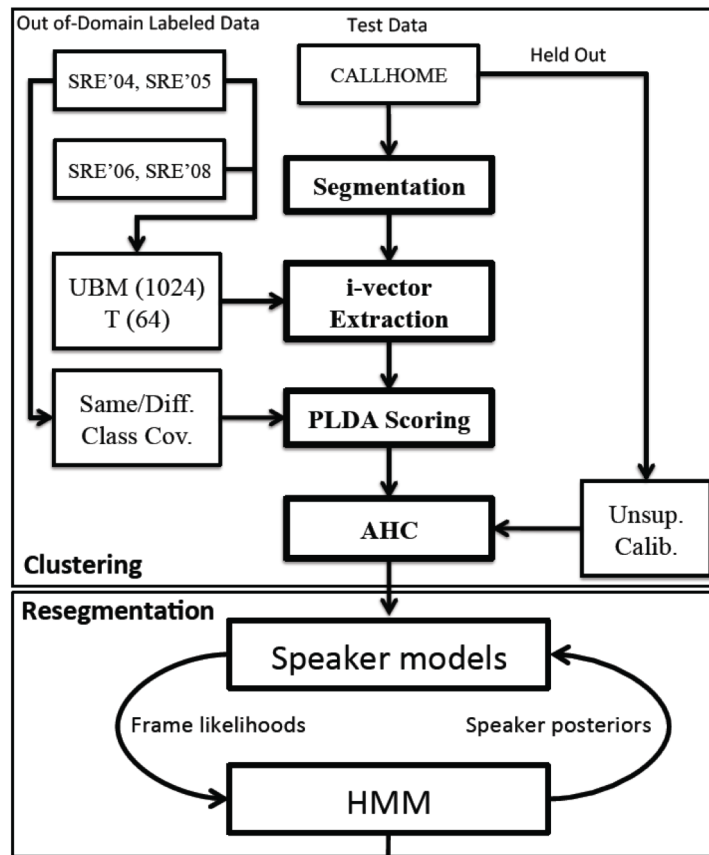 Out of-Domain Labeled Data
Test Data
SRE'04, SRE'05
CALLHOME
Held Out
SRE'06, SRE'08
Segmentation
UBM (1024)
T (64)
i-vector
Extraction
Same/Diff.
Class Cov.
PLDA Scoring
AHC
Unsup.
Calib.
Clustering
Resegmentation
Speaker models
Frame likelihoods
Speaker posteriors
HMM